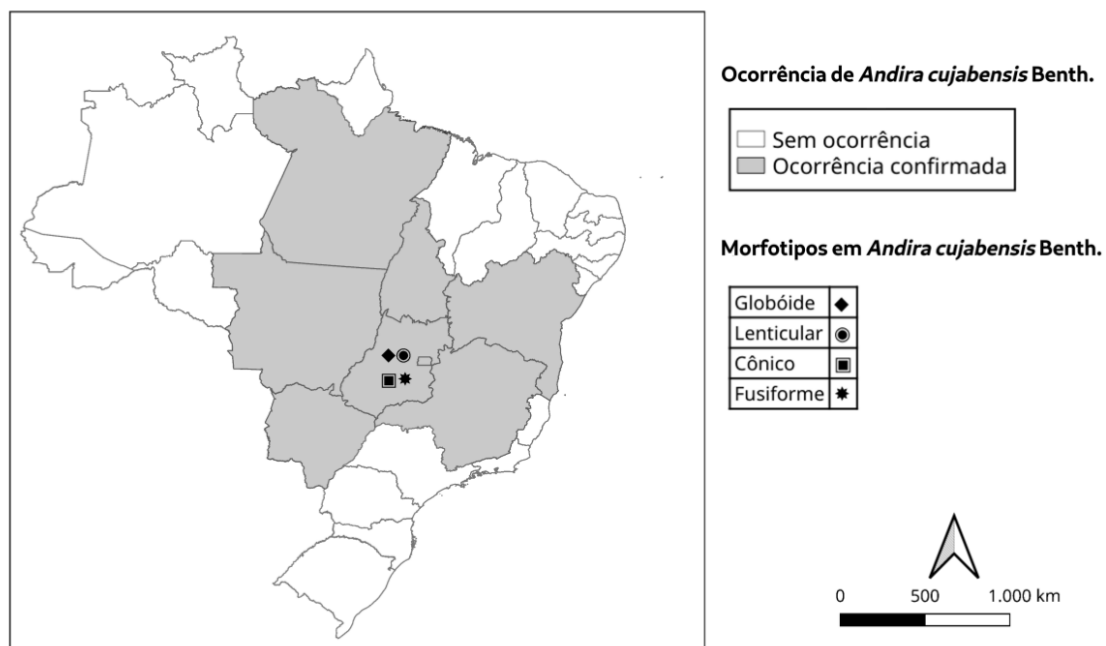 Ocorrência de Andira cujabensis Benth.
Sem ocorrência
Ocorrência confirmada
Morfotipos em Andira cujabensis Benth.
Globóide
Lenticular
Cônico
Fusiforme
0 500 1.000 km